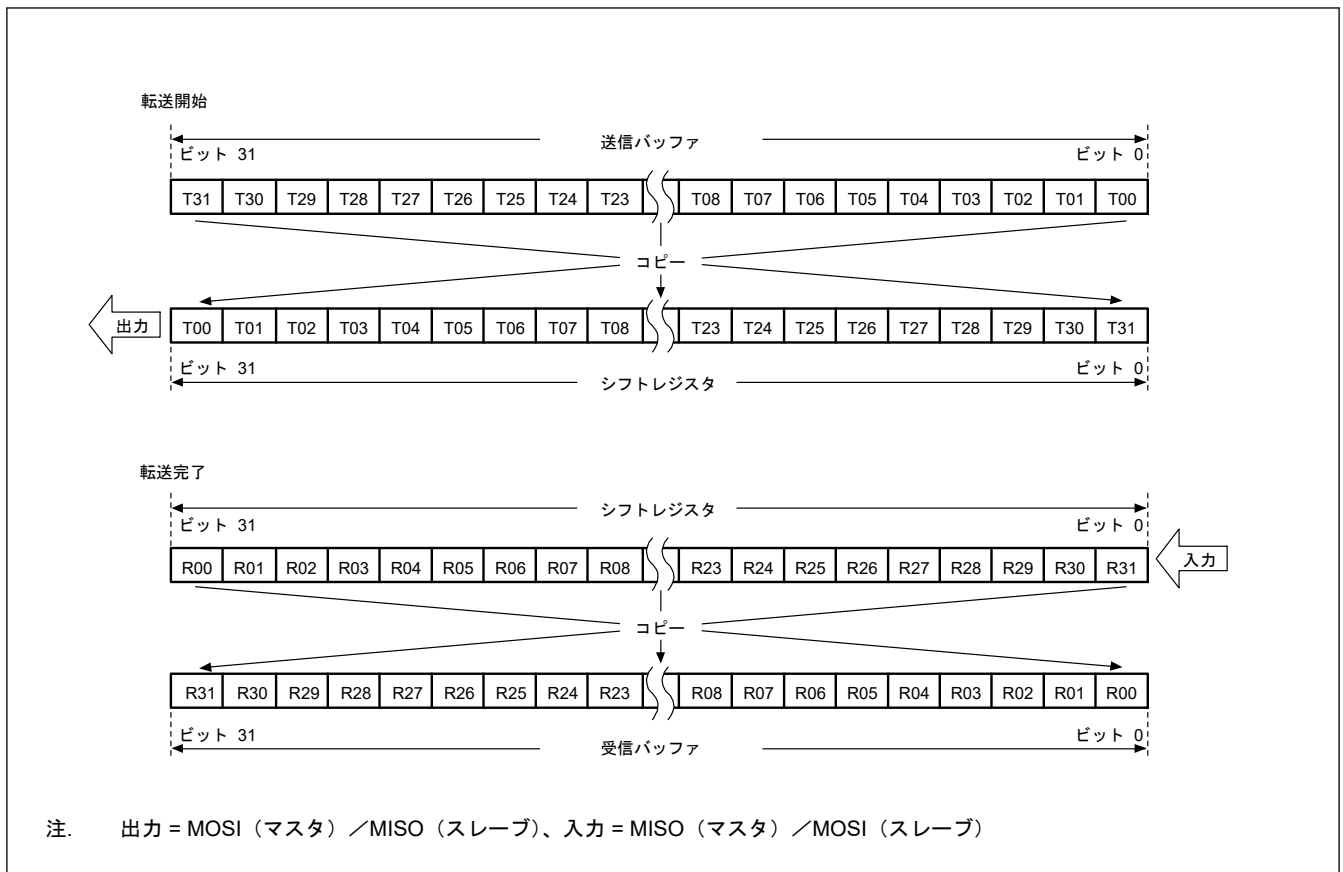 転送開始
送信バッファ
ビット 31 ビット 0
T31 T30 T29 T28 T27 T26 T25 T24 T23 T08 T07 T06 T05 T04 T03 T02 T01 T00
コピー
出力 T00 T01 T02 T03 T04 T05 T06 T07 T08 T23 T24 T25 T26 T27 T28 T29 T30 T31
ビット 31 ビット 0
シフトレジスタ
転送完了
シフトレジスタ
ビット 31 ビット 0
R00 R01 R02 R03 R04 R05 R06 R07 R08 R23 R24 R25 R26 R27 R28 R29 R30 R31 入力
コピー
R31 R30 R29 R28 R27 R26 R25 R24 R23 R08 R07 R06 R05 R04 R03 R02 R01 R00
ビット 31 ビット 0
受信バッファ
注. 出力 = MOSI（マスタ）／MISO（スレーブ）、入力 = MISO（マスタ）／MOSI（スレーブ）